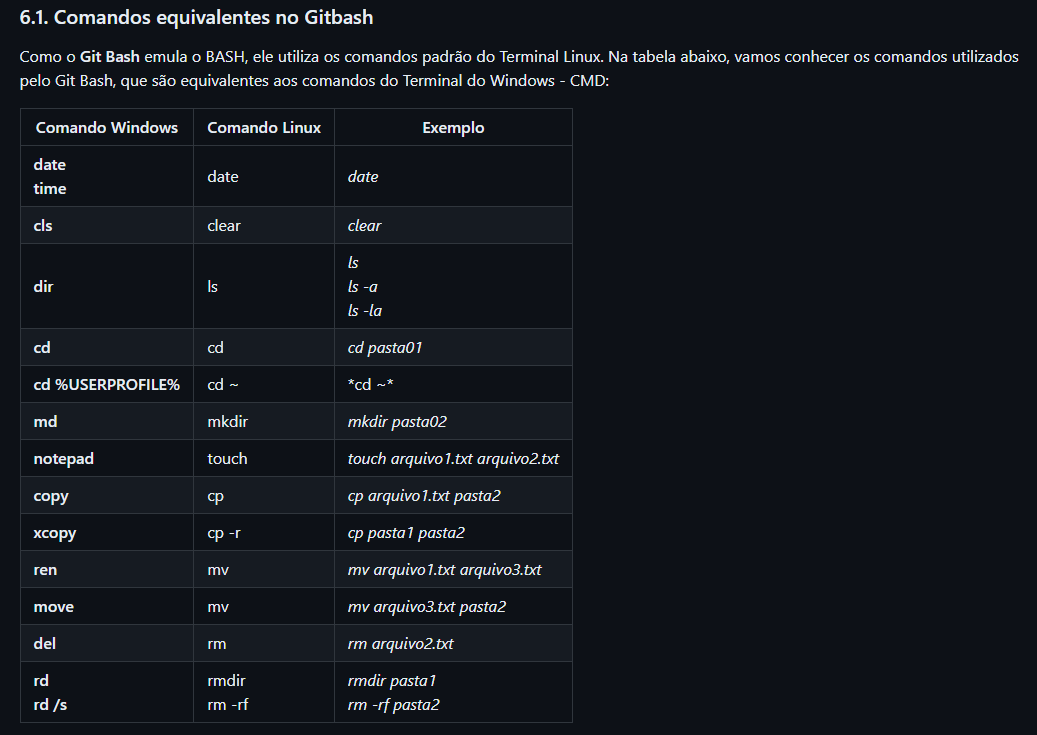 6.1. Comandos equivalentes no Gitbash
Como o Git Bash emula o BASH, ele utiliza os comandos padrão do Terminal Linux. Na tabela abaixo, vamos conhecer os comandos utilizados
pelo Git Bash, que são equivalentes aos comandos do Terminal do Windows - CMD:
Comando Windows Comando Linux Exemplo
date
time
date
date
cls clear clear
dir
ls
ls
ls -a
ls -la
cd cd cd pasta01
cd %USERPROFILE% cd ~ *cd ~*
md mkdir mkdir pasta02
notepad touch touch arquivo1.txt arquivo2.txt
copy cp cp arquivo1.txt pasta2
xcopy cp -r cp pasta1 pasta2
ren mv mv arquivo1.txt arquivo3.txt
move mv mv arquivo3.txt pasta2
del rm rm arquivo2.txt
rd rmdir rmdir pasta1
rd /s rm -rf rm -rf pasta2